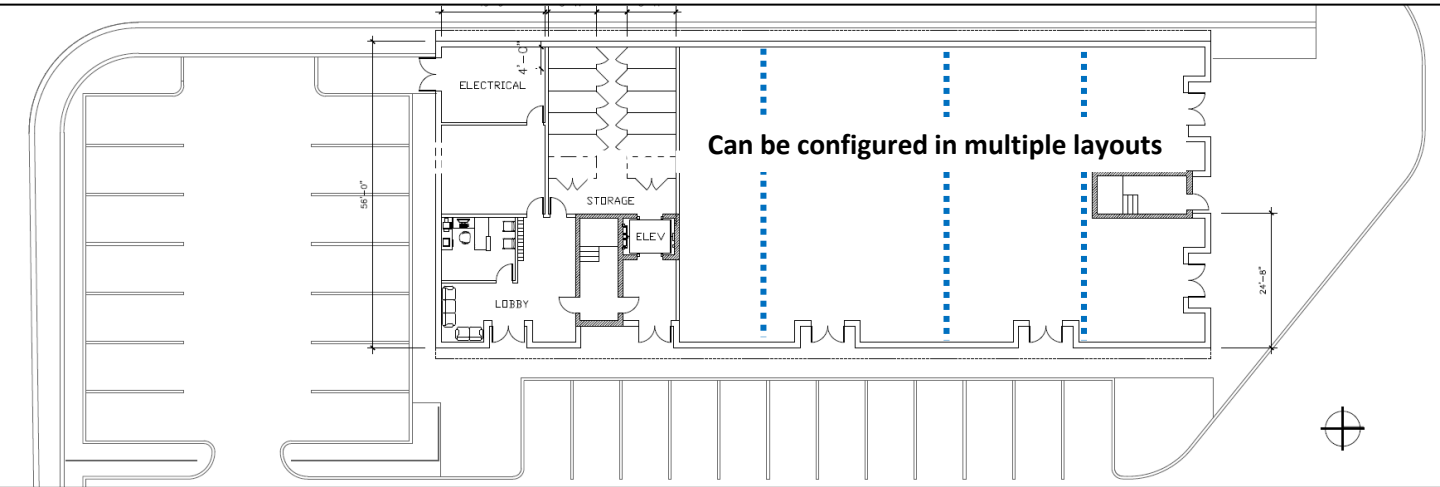 4'-0"
ELECTRICAL
Can be configured in multiple layouts
56'-0"
STORAGE
ELEV
24'-8"
LOBBY